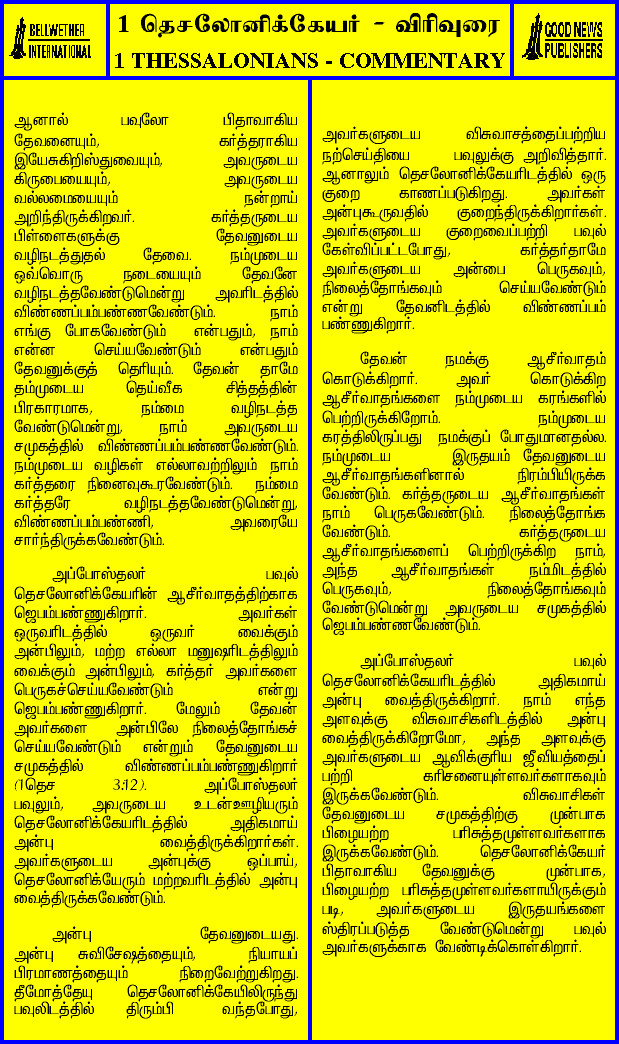 BELLWETHER
INTERNATIONAL
1 தெசலோனிக்கேயர் - விரிவுரை
1 THESSALONIANS - COMMENTARY
GOOD NEWS
PUBLISHERS
ஆனால் பவுலோ பிதாவாகிய
தேவனையும், கர்த்தராகிய
இயேசுகிறிஸ்துவையும், அவருடைய
கிருபையையும், அவருடைய
வல்லமையையும் நன்றாய்
அறிந்திருக்கிறவர். கர்த்தருடைய
பிள்ளைகளுக்கு தேவனுடைய
வழிநடத்துதல் தேவை. நம்முடைய
ஒவ்வொரு நடையையும் தேவனே
வழிநடத்தவேண்டுமென்று அவரிடத்தில்
விண்ணப்பம்பண்ணவேண்டும். நாம்
எங்கு போகவேண்டும் என்பதும், நாம்
என்ன செய்யவேண்டும் என்பதும்
தேவனுக்குத் தெரியும். தேவன் தாமே
தம்முடைய தெய்வீக சித்தத்தின்
பிரகாரமாக, நம்மை வழிநடத்த
வேண்டுமென்று, நாம் அவருடைய
சமுகத்தில் விண்ணப்பம்பண்ணவேண்டும்.
நம்முடைய வழிகள் எல்லாவற்றிலும் நாம்
கர்த்தரை நினைவுகூரவேண்டும். நம்மை
கர்த்தரே வழிநடத்தவேண்டுமென்று,
விண்ணப்பம்பண்ணி, அவரையே
சார்ந்திருக்கவேண்டும்.
அப்போஸ்தலர் பவுல்
தெசலோனிக்கேயரின் ஆசீர்வாதத்திற்காக
ஜெபம்பண்ணுகிறார். அவர்கள்
ஒருவரிடத்தில் ஒருவர் வைக்கும்
அன்பிலும், மற்ற எல்லா மனுஷரிடத்திலும்
வைக்கும் அன்பிலும், கர்த்தர் அவர்களை
பெருகச்செய்யவேண்டும் என்று
ஜெபம்பண்ணுகிறார். மேலும் தேவன்
அவர்களை அன்பிலே நிலைத்தோங்கச்
செய்யவேண்டும் என்றும் தேவனுடைய
சமுகத்தில் விண்ணப்பம்பண்ணுகிறார்
(1தெச 3:12). அப்போஸ்தலர்
பவுலும், அவருடைய உடன்ஊழியரும்
தெசலோனிக்கேயரிடத்தில் அதிகமாய்
அன்பு வைத்திருக்கிறார்கள்.
அவர்களுடைய அன்புக்கு ஒப்பாய்,
தெசலோனிக்யேரும் மற்றவரிடத்தில் அன்பு
வைத்திருக்கவேண்டும்.
அன்பு தேவனுடையது.
அன்பு சுவிசேஷத்தையும், நியாயப்
பிரமாணத்தையும் நிறைவேற்றுகிறது.
தீமோத்தேயு தெசலோனிக்கேயிலிருந்து
பவுலிடத்தில் திரும்பி வந்தபோது,
அவர்களுடைய விசுவாசத்தைப்பற்றிய
நற்செய்தியை பவுலுக்கு அறிவித்தார்.
ஆனாலும் தெசலோனிக்கேயரிடத்தில் ஒரு
குறை காணப்படுகிறது. அவர்கள்
அன்புகூருவதில் குறைந்திருக்கிறார்கள்.
அவர்களுடைய குறைவைப்பற்றி பவுல்
கேள்விப்பட்டபோது, கர்த்தர்தாமே
அவர்களுடைய அன்பை பெருகவும்,
நிலைத்தோங்கவும் செய்யவேண்டும்
என்று தேவனிடத்தில் விண்ணப்பம்
பண்ணுகிறார்.
தேவன் நமக்கு ஆசீர்வாதம்
கொடுக்கிறார். அவர் கொடுக்கிற
ஆசீர்வாதங்களை நம்முடைய கரங்களில்
பெற்றிருக்கிறோம். நம்முடைய
கரத்திலிருப்பது நமக்குப் போதுமானதல்ல.
நம்முடைய இருதயம் தேவனுடைய
ஆசீர்வாதங்களினால் நிரம்பியிருக்க
வேண்டும். கர்த்தருடைய ஆசீர்வாதங்கள்
நாம் பெருகவேண்டும். நிலைத்தோங்க
வேண்டும். கர்த்தருடைய
ஆசீர்வாதங்களைப் பெற்றிருக்கிற நாம்,
அந்த ஆசீர்வாதங்கள் நம்மிடத்தில்
பெருகவும், நிலைத்தோங்கவும்
வேண்டுமென்று அவருடைய சமுகத்தில்
ஜெபம்பண்ணவேண்டும்.
அப்போஸ்தலர் பவுல்
தெசலோனிக்கேயரிடத்தில் அதிகமாய்
அன்பு வைத்திருக்கிறார். நாம் எந்த
அளவுக்கு விசுவாசிகளிடத்தில் அன்பு
வைத்திருக்கிறோமோ, அந்த அளவுக்கு
அவர்களுடைய ஆவிக்குரிய ஜீவியத்தைப்
பற்றி கரிசனையுள்ளவர்களாகவும்
இருக்கவேண்டும். விசுவாசிகள்
தேவனுடைய சமுகத்திற்கு முன்பாக
பிழையற்ற பரிசுத்தமுள்ளவர்களாக
இருக்கவேண்டும். தெசலோனிக்கேயர்
பிதாவாகிய தேவனுக்கு முன்பாக,
பிழையற்ற பரிசுத்தமுள்ளவர்களாயிருக்கும்
படி, அவர்களுடைய இருதயங்களை
ஸ்திரப்படுத்த வேண்டுமென்று பவுல்
அவர்களுக்காக வேண்டிக்கொள்கிறார்.